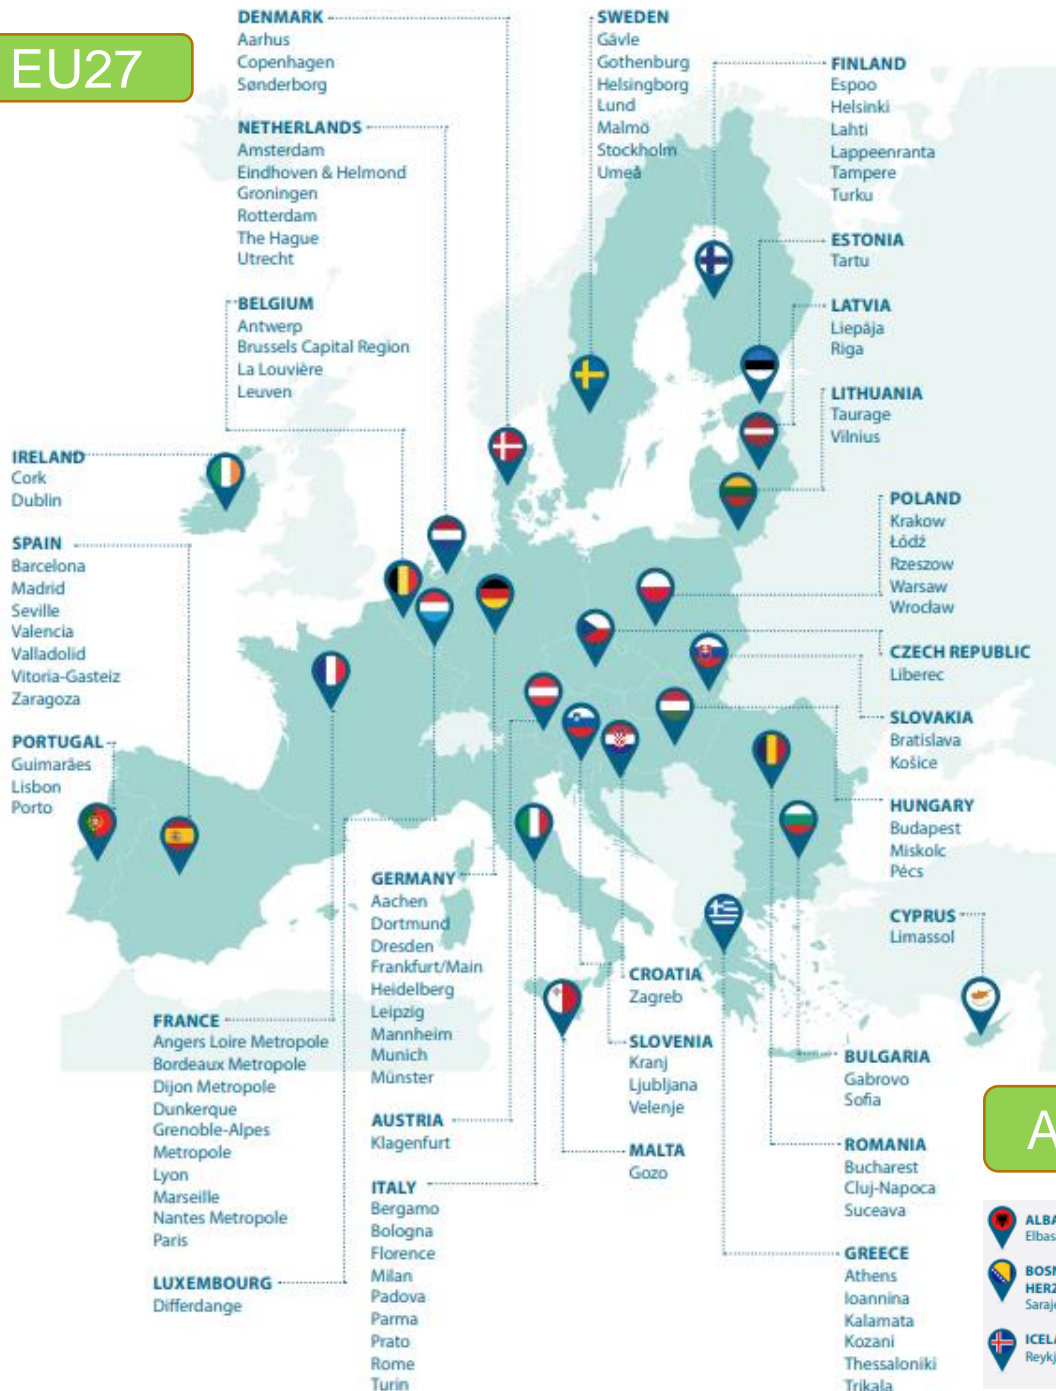 EU27
DENMARK
Aarhus
Copenhagen
Sønderborg
NETHERLANDS
Amsterdam
Eindhoven & Helmond
Groningen
Rotterdam
The Hague
Utrecht
BELGIUM
Antwerp
Brussels Capital Region
La Louvière
Leuven
IRELAND
Cork
Dublin
SPAIN
Barcelona
Madrid
Seville
Valencia
Valladolid
Vitoria-Gasteiz
Zaragoza
PORTUGAL
Guimarães
Lisbon
Porto
SWEDEN
Gävle
Gothenburg
Helsingborg
Lund
Malmö
Stockholm
Umeå
FINLAND
Espoo
Helsinki
Lahti
Lappeenranta
Tampere
Turku
ESTONIA
Tartu
LATVIA
Liepāja
Riga
LITHUANIA
Taurage
Vilnius
POLAND
Krakow
Łódź
Rzeszow
Warsaw
Wrocław
CZECH REPUBLIC
Liberec
SLOVAKIA
Bratislava
Košice
HUNGARY
Budapest
Miskolc
Pécs
CYPRUS
Limassol
FRANCE
Angers Loire Metropole
Bordeaux Metropole
Dijon Metropole
Dunkerque
Grenoble-Alpes
Metropole
Lyon
Marseille
Nantes Metropole
Paris
LUXEMBOURG
Differdange
GERMANY
Aachen
Dortmund
Dresden
Frankfurt/Main
Heidelberg
Leipzig
Mannheim
Munich
Münster
AUSTRIA
Klagenfurt
ITALY
Bergamo
Bologna
Florence
Milan
Padova
Parma
Prato
Rome
Turin
CROATIA
Zagreb
SLOVENIA
Kranj
Ljubljana
Velenje
MALTA
Gozo
BULGARIA
Gabrovo
Sofia
ROMANIA
Bucharest
Cluj-Napoca
Suceava
GREECE
Athens
Ioannina
Kalamata
Kozani
Thessaloniki
Trikala
A
ALBA
Elbas
BOSN
HERZ
Saraje
ICELA
Reykj